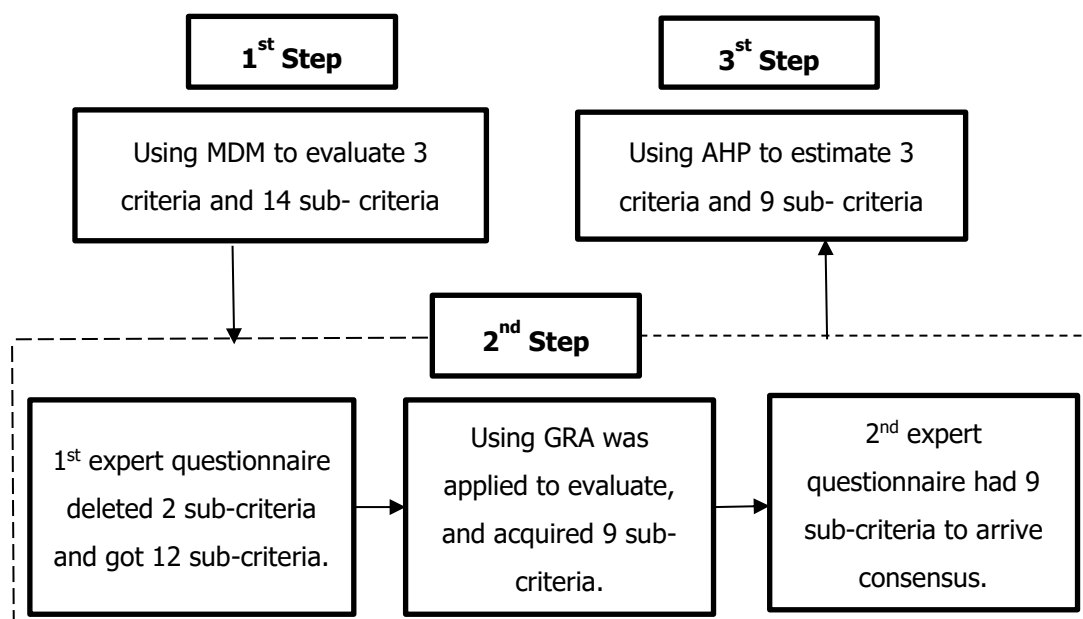 1st Step
3st Step
Using MDM to evaluate 3
criteria and 14 sub- criteria
Using AHP to estimate 3
criteria and 9 sub- criteria
2nd Step
1st expert questionnaire
deleted 2 sub-criteria
and got 12 sub-criteria.
Using GRA was
applied to evaluate,
and acquired 9 sub-
criteria.
2nd expert
questionnaire had 9
sub-criteria to arrive
consensus.